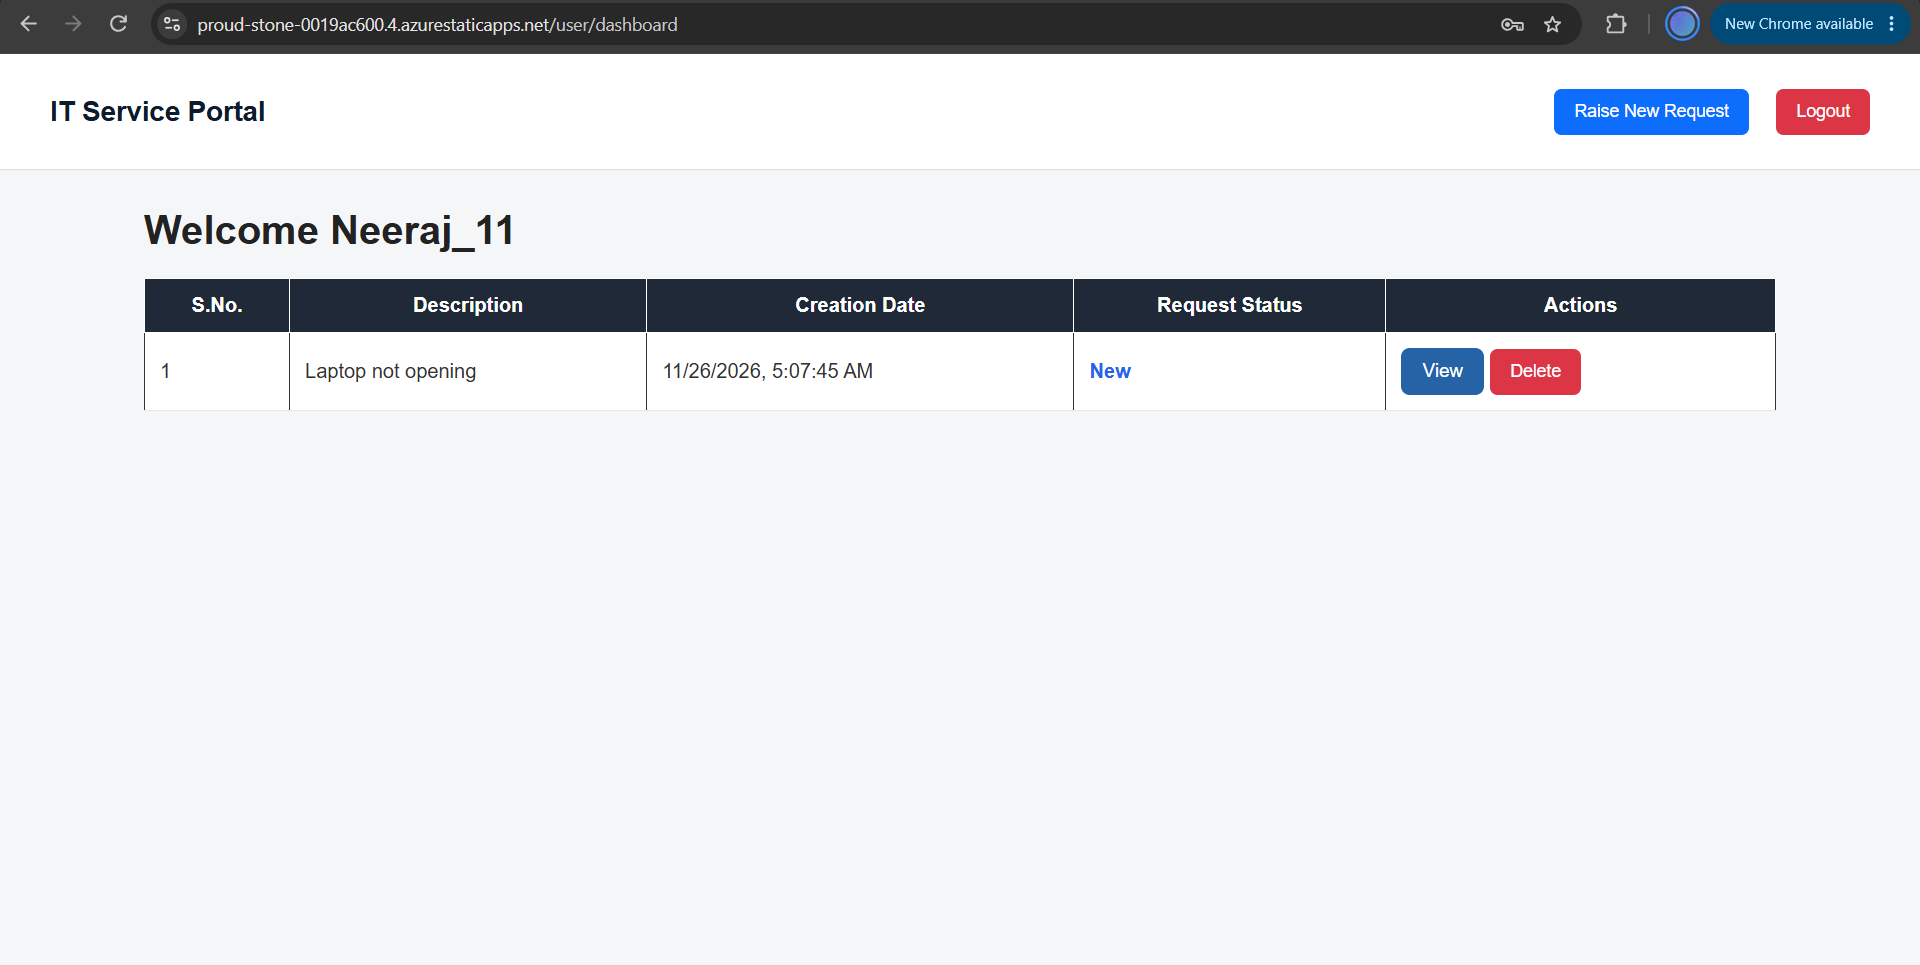 proud-stone-0019ac600.4.azurestaticapps.net/user/dashboard
New Chrome available
IT Service Portal
Raise New Request
Logout
Welcome Neeraj_11
S.No. Description Creation Date Request Status Actions
1 Laptop not opening 11/26/2026, 5:07:45 AM New View Delete